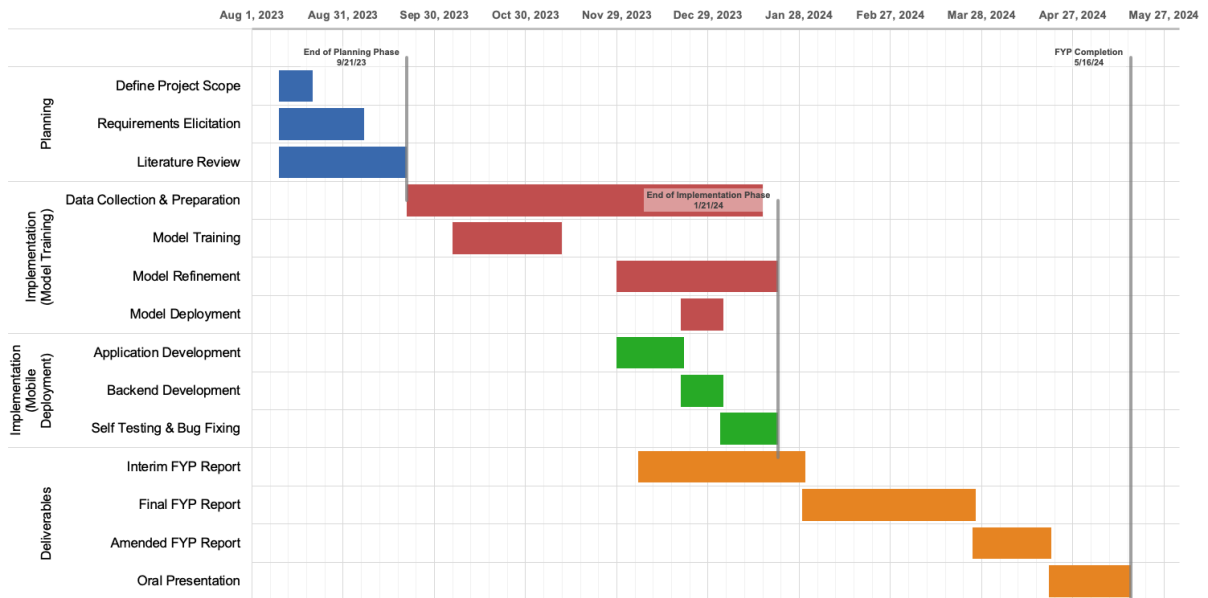 Aug 1, 2023 Aug 31, 2023 Sep 30, 2023 Oct 30, 2023 Nov 29, 2023 Dec 29, 2023 Jan 28, 2024 Feb 27, 2024 Mar 28, 2024 Apr 27, 2024 May 27, 2024
End of Planning Phase
9/21/23
FYP Completion
5/16/24
Planning
Define Project Scope
Requirements Elicitation
Literature Review
Implementation
(Model Training)
Data Collection & Preparation
End of Implementation Phase
1/21/24
Model Training
Model Refinement
Model Deployment
Implementation
(Mobile
Deployment)
Application Development
Backend Development
Self Testing & Bug Fixing
Deliverables
Interim FYP Report
Final FYP Report
Amended FYP Report
Oral Presentation